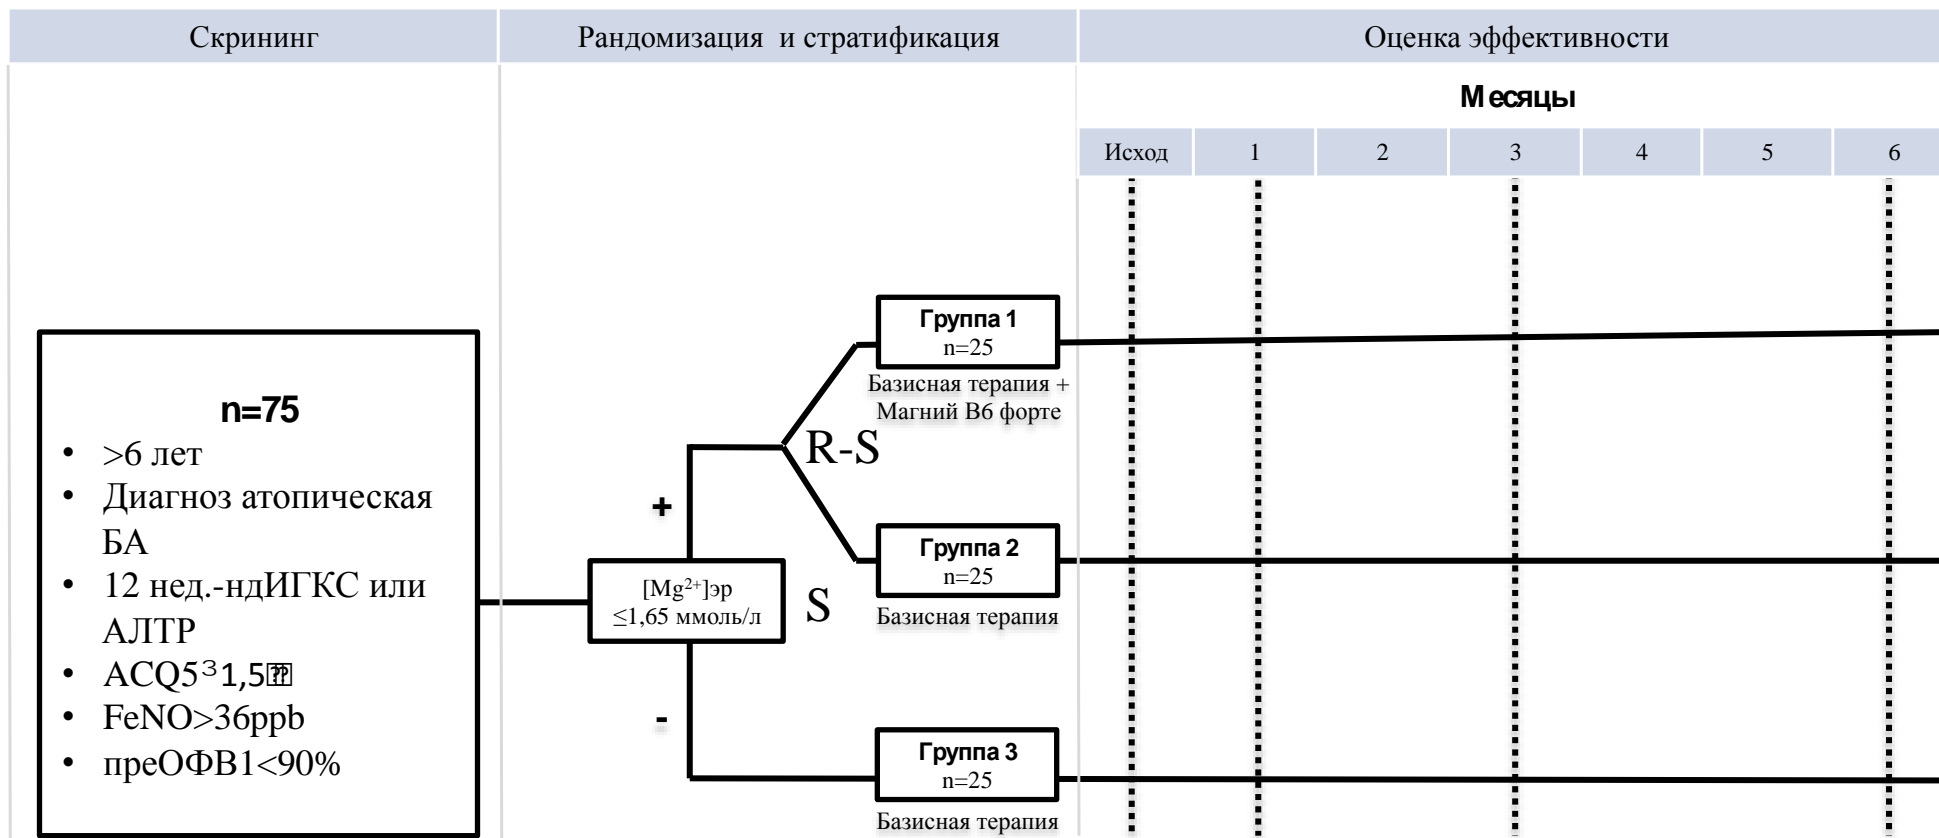 Скрининг
Рандомизация и стратификация
Оценка эффективности
Месяцы
Исход 1 2 3 4 5 6
n=75
• >6 лет
• Диагноз атопическая
БА
• 12 нед.-ндИГКС или
АЛТР
• ACQ5³1,5
• FeNO>36ppb
• преОФВ1<90%
+
[Mg²⁺]эр
≤1,65 ммоль/л
-
R-S
S
Группа 1
n=25
Базисная терапия +
Магний В6 форте
Группа 2
n=25
Базисная терапия
Группа 3
n=25
Базисная терапия